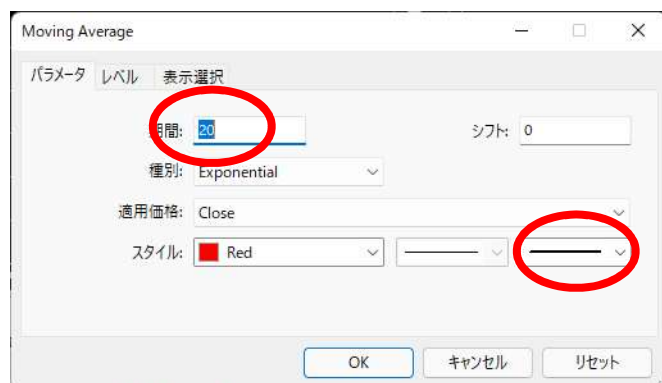 Moving Average
パラメータ レベル 表示選択
期間: 20 シフト: 0
種別: Exponential
適用価格: Close
スタイル: Red
OK キャンセル リセット